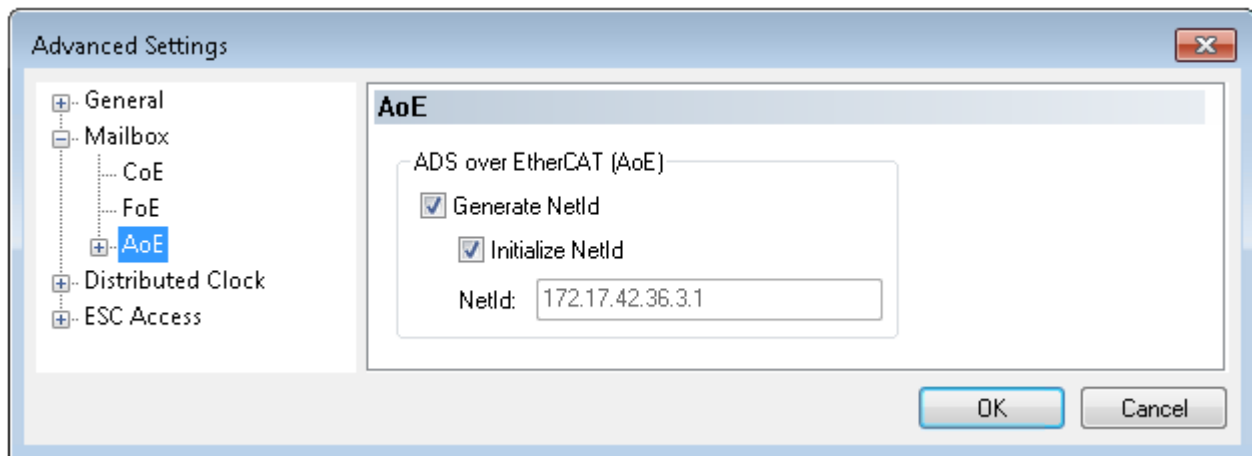 Advanced Settings
General
Mailbox
CoE
FoE
AoE
Distributed Clock
ESC Access
AoE
ADS over EtherCAT (AoE)
Generate NetId
Initialize NetId
NetId: 172.17.42.36.3.1
OK Cancel